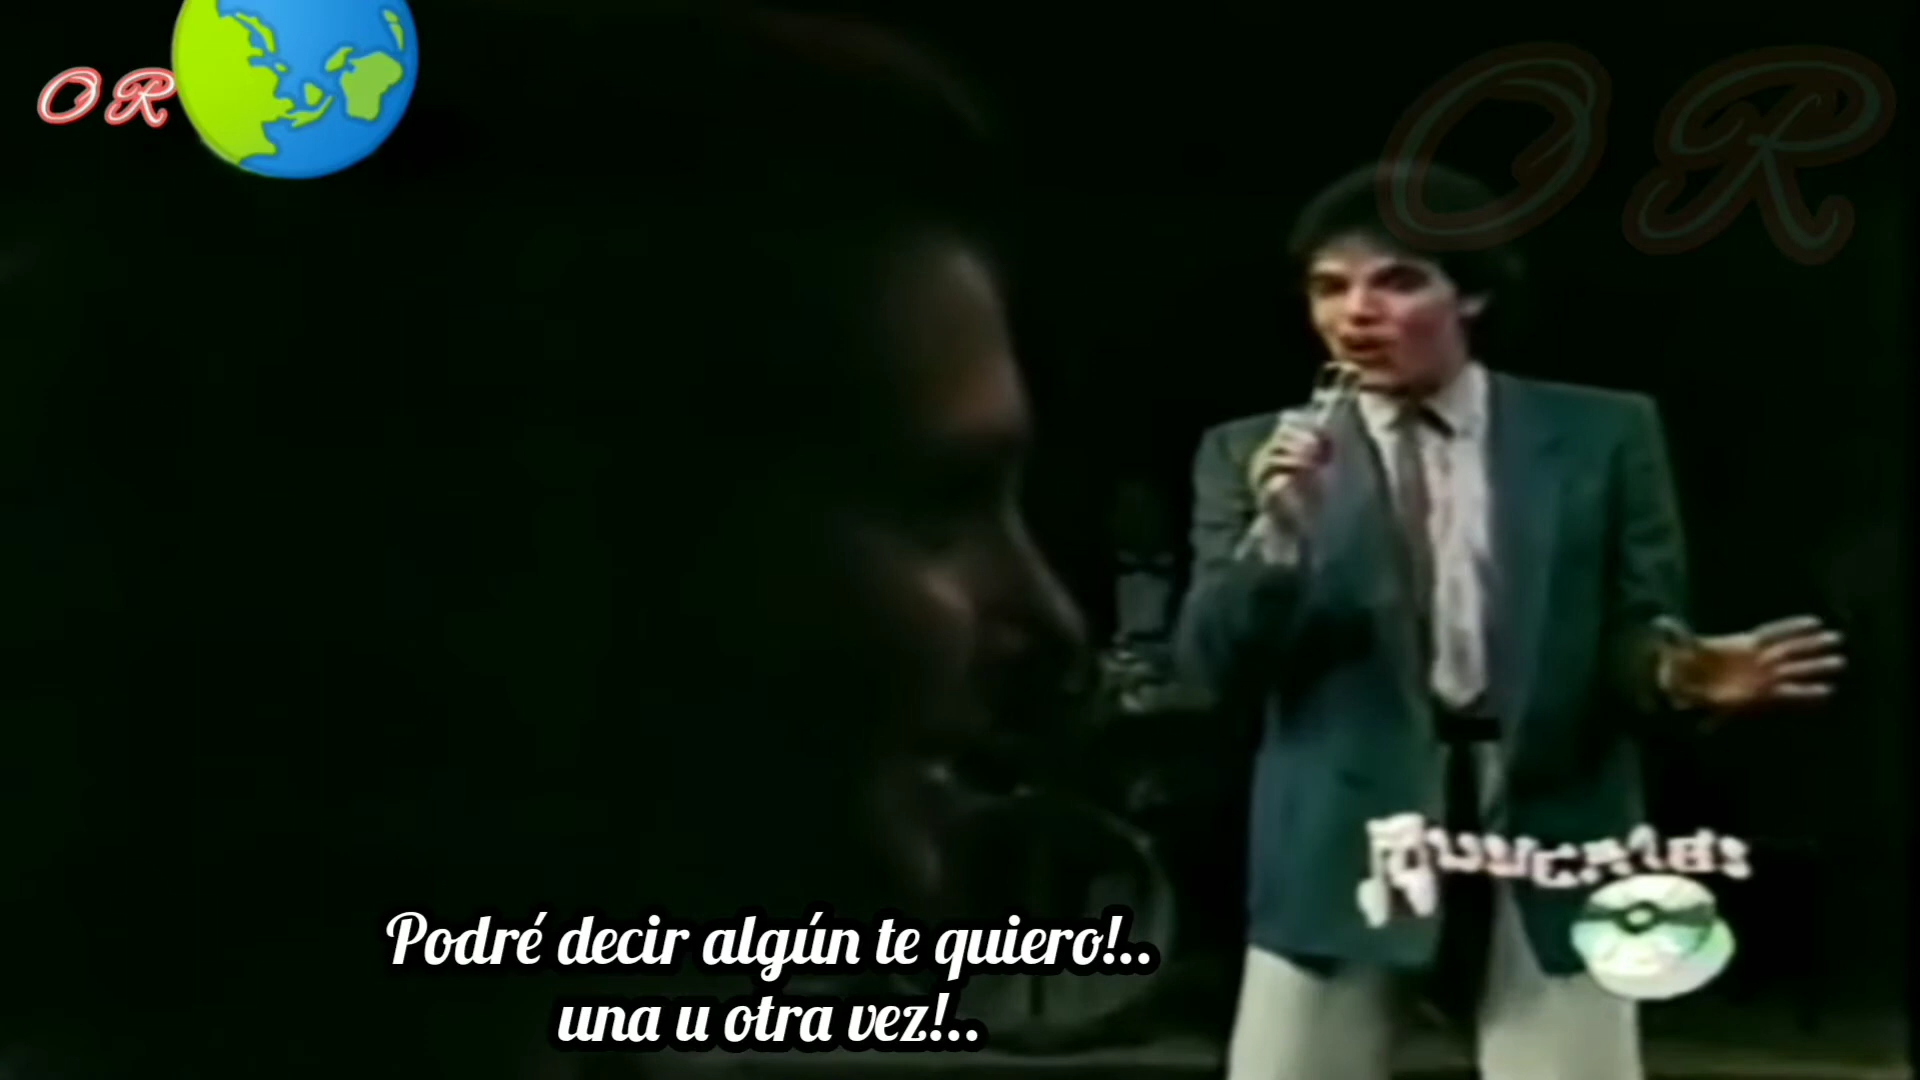 O R
O R
Podré decir algún te quiero!..
una u otra vez!..